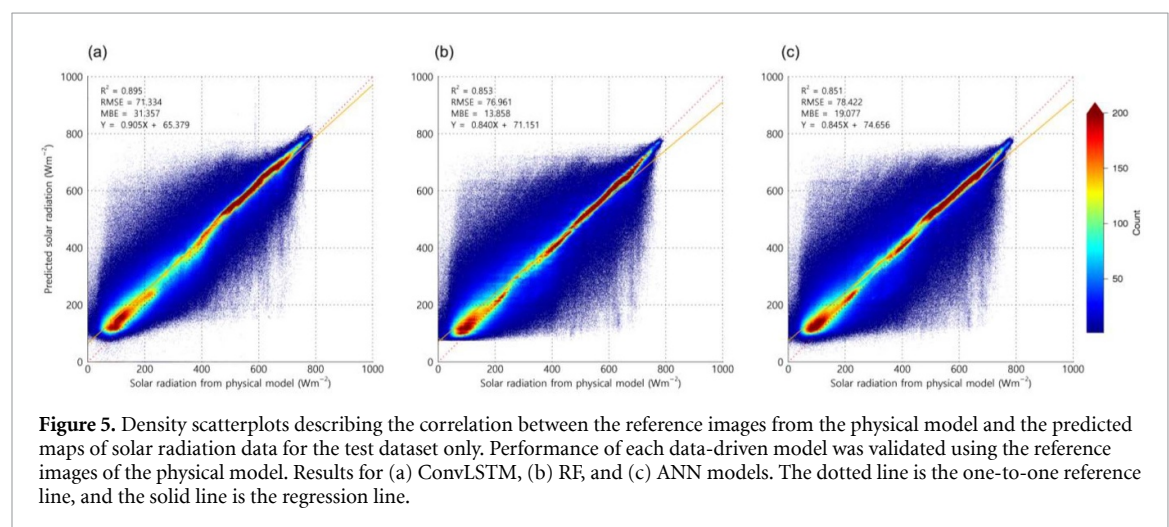 (a)
(b)
(c)
R² = 0.895
RMSE = 71.334
MBE = 31.357
Y = 0.905X + 65.379
R² = 0.853
RMSE = 76.961
MBE = 13.858
Y = 0.840X + 71.151
R² = 0.851
RMSE = 78.422
MBE = 19.077
Y = 0.845X + 74.656
Predicted solar radiation (Wm⁻²)
1000
800
600
400
200
0
1000
800
600
400
200
0
1000
800
600
400
200
0
0 200 400 600 800 1000
0 200 400 600 800 1000
0 200 400 600 800 1000
Solar radiation from physical model (Wm⁻²)
Solar radiation from physical model (Wm⁻²)
Solar radiation from physical model (Wm⁻²)
200
150
100
50
Count
Figure 5. Density scatterplots describing the correlation between the reference images from the physical model and the predicted
maps of solar radiation data for the test dataset only. Performance of each data-driven model was validated using the reference
images of the physical model. Results for (a) ConvLSTM, (b) RF, and (c) ANN models. The dotted line is the one-to-one reference
line, and the solid line is the regression line.